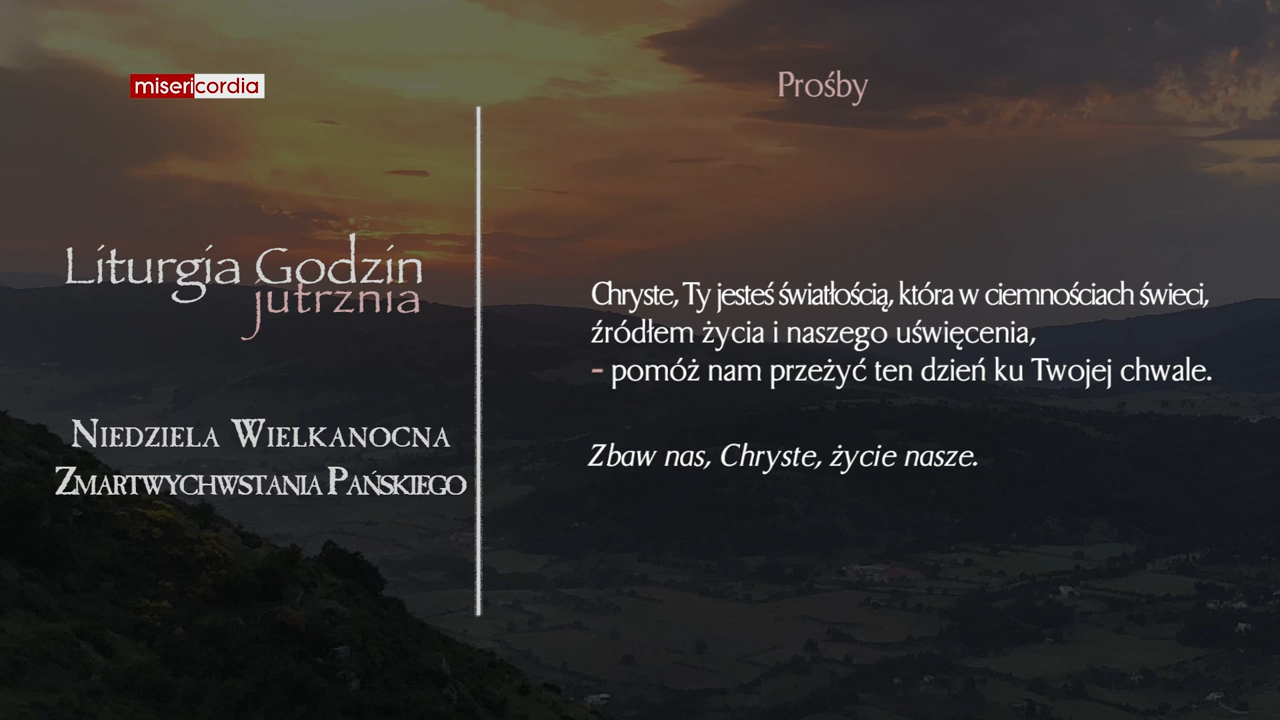 misericordia
Liturgia Godzin
jutrznia
Niedziela Wielkanocna
Zmartwychwstania Pańskiego
Prośby
Chryste, Ty jesteś światłością, która w ciemnościach świeci,
źródłem życia i naszego uświęcenia,
- pomóż nam przeżyć ten dzień ku Twojej chwale.
Zbaw nas, Chryste, życie nasze.